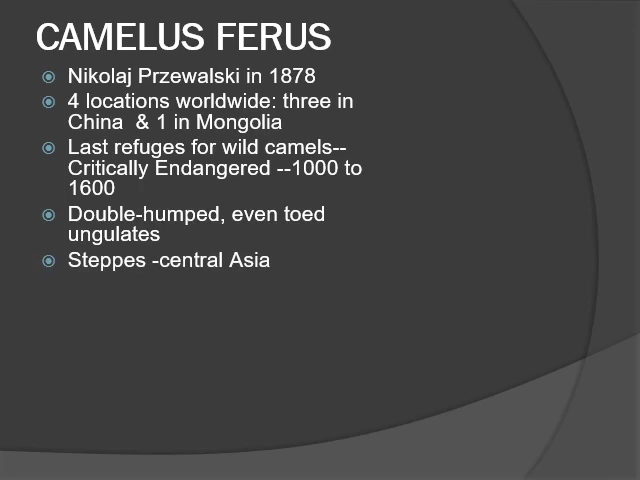 CAMELUS FERUS
Nikolaj Przewalski in 1878
4 locations worldwide: three in
China & 1 in Mongolia
Last refuges for wild camels--
Critically Endangered --1000 to
1600
Double-humped, even toed
ungulates
Steppes -central Asia